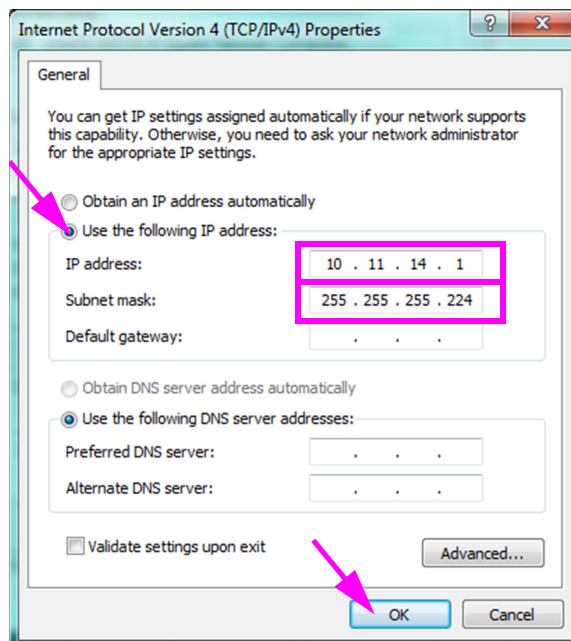 Internet Protocol Version 4 (TCP/IPv4) Properties
?
General
You can get IP settings assigned automatically if your network supports
this capability. Otherwise, you need to ask your network administrator
for the appropriate IP settings.
Obtain an IP address automatically
Use the following IP address:
IP address: 10 . 11 . 14 . 1
Subnet mask: 255 . 255 . 255 . 224
Default gateway: . . .
Obtain DNS server address automatically
Use the following DNS server addresses:
Preferred DNS server: . . .
Alternate DNS server: . . .
Validate settings upon exit
Advanced...
OK Cancel